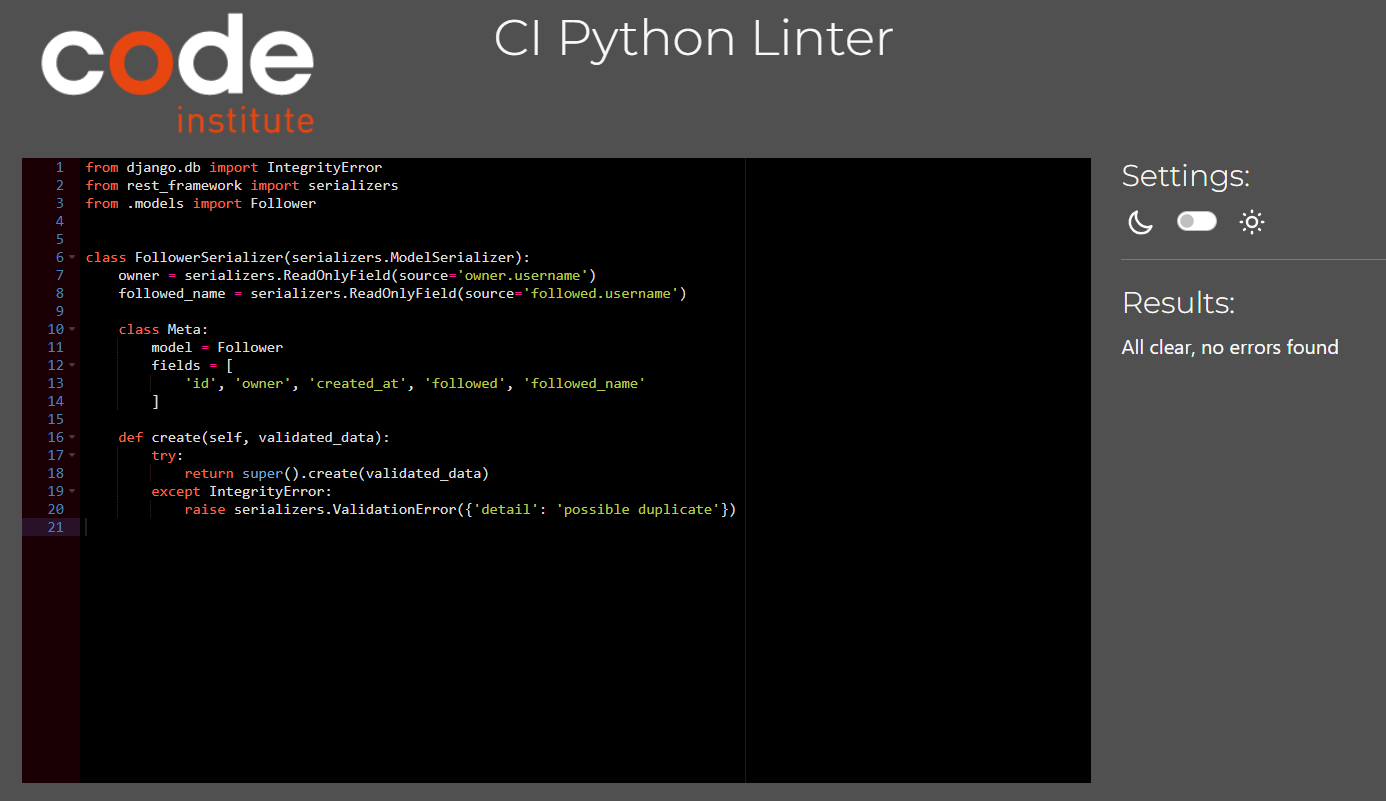 code
institute
CI Python Linter
1 from django.db import IntegrityError
2 from rest_framework import serializers
3 from .models import Follower
4
5
6 class FollowerSerializer(serializers.ModelSerializer):
7     owner = serializers.ReadOnlyField(source='owner.username')
8     followed_name = serializers.ReadOnlyField(source='followed.username')
9
10     class Meta:
11         model = Follower
12         fields = [
13             'id', 'owner', 'created_at', 'followed', 'followed_name'
14         ]
15
16     def create(self, validated_data):
17         try:
18             return super().create(validated_data)
19         except IntegrityError:
20             raise serializers.ValidationError({'detail': 'possible duplicate'})
21
Settings:
Results:
All clear, no errors found